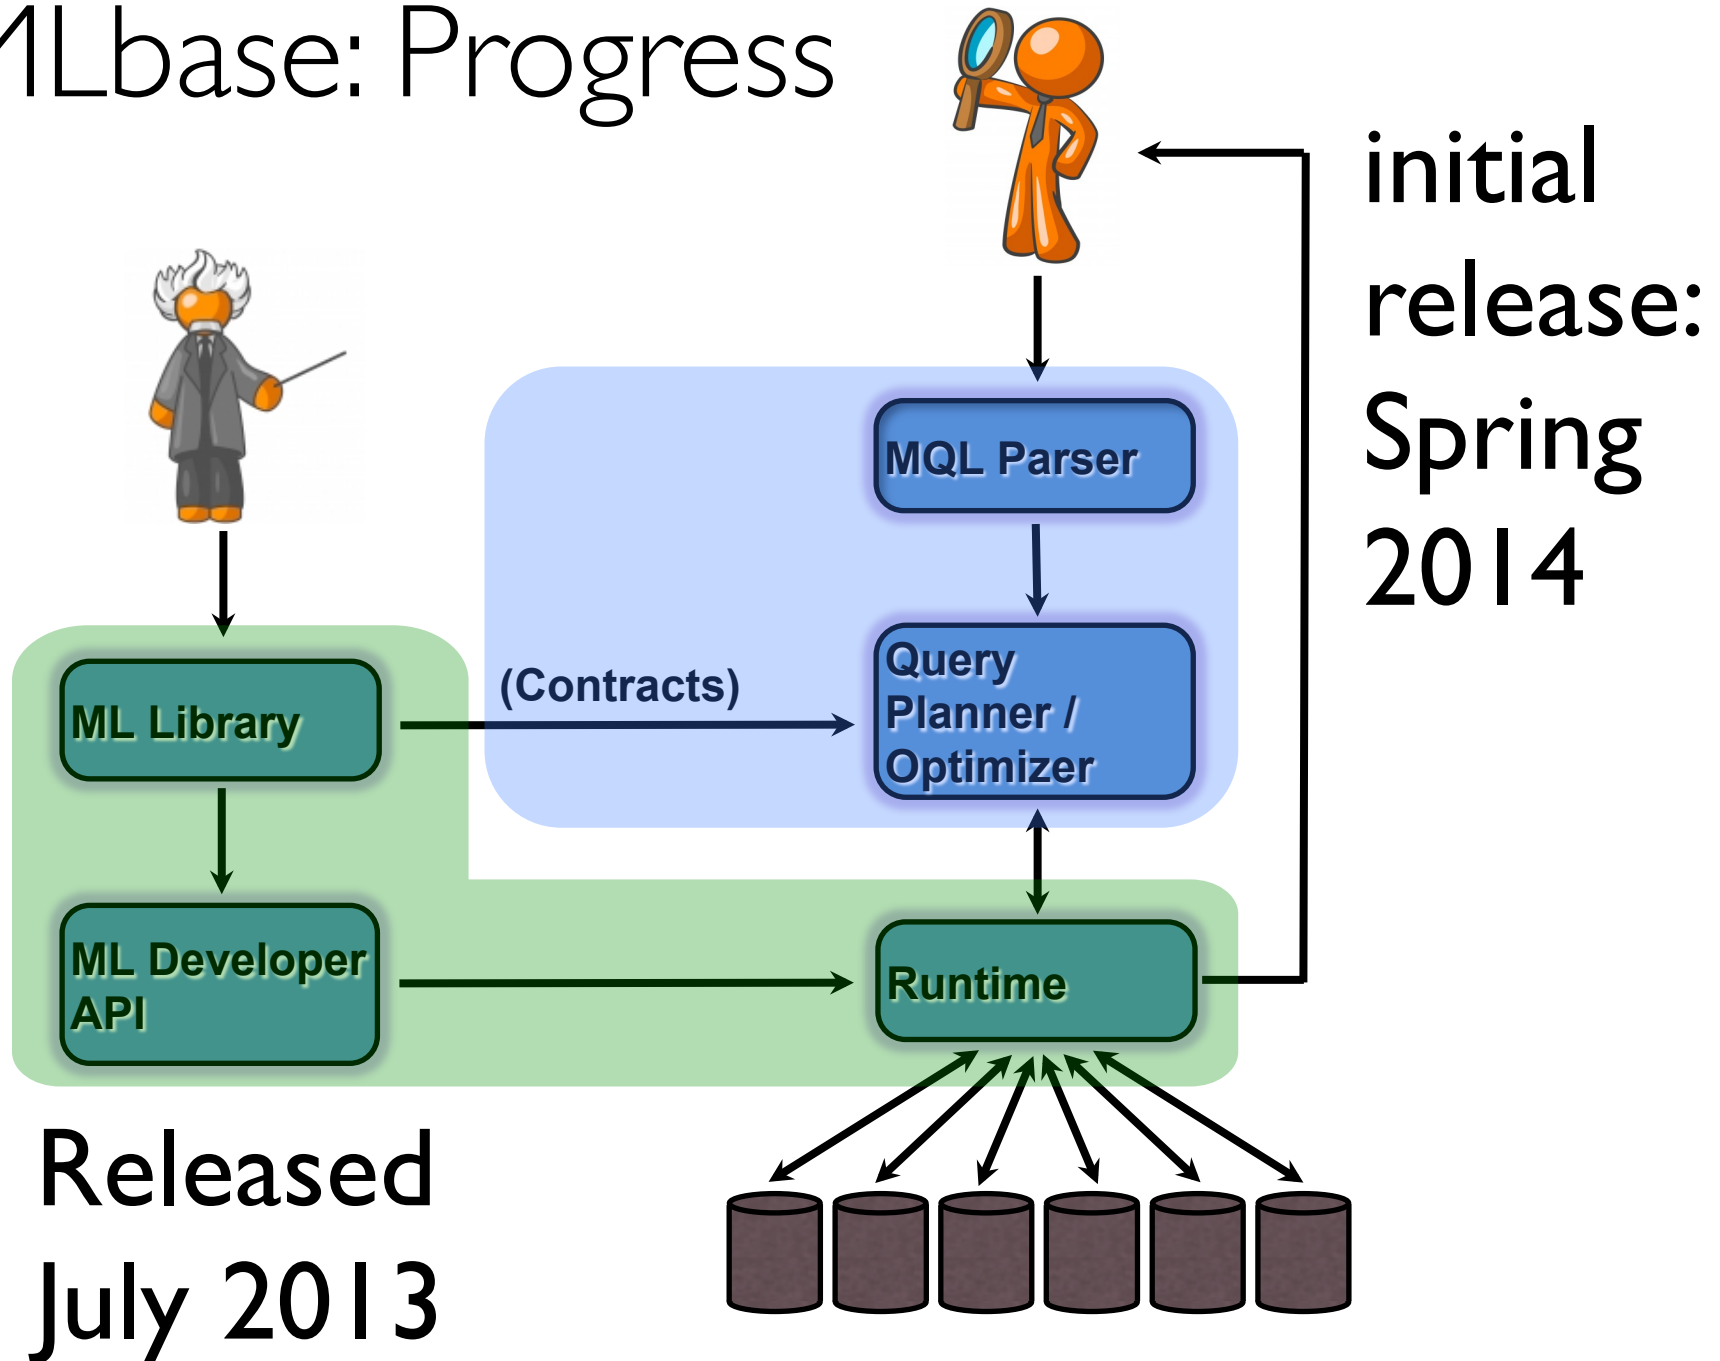 MLbase: Progress
initial
release:
Spring
2014
MQL Parser
(Contracts)
Query
Planner /
Optimizer
ML Library
ML Developer
API
Runtime
Released
July 2013